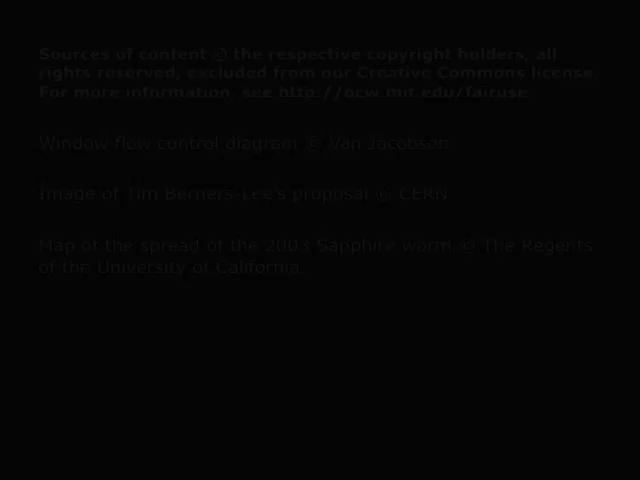 Sources of content © the respective copyright holders, all
rights reserved, excluded from our Creative Commons license.
For more information, see http://ocw.mit.edu/fairuse
Window flow control diagram © Van Jacobson
Image of Tim Berners-Lee's proposal © CERN
Map of the spread of the 2003 Sapphire worm © The Regents
of the University of California.